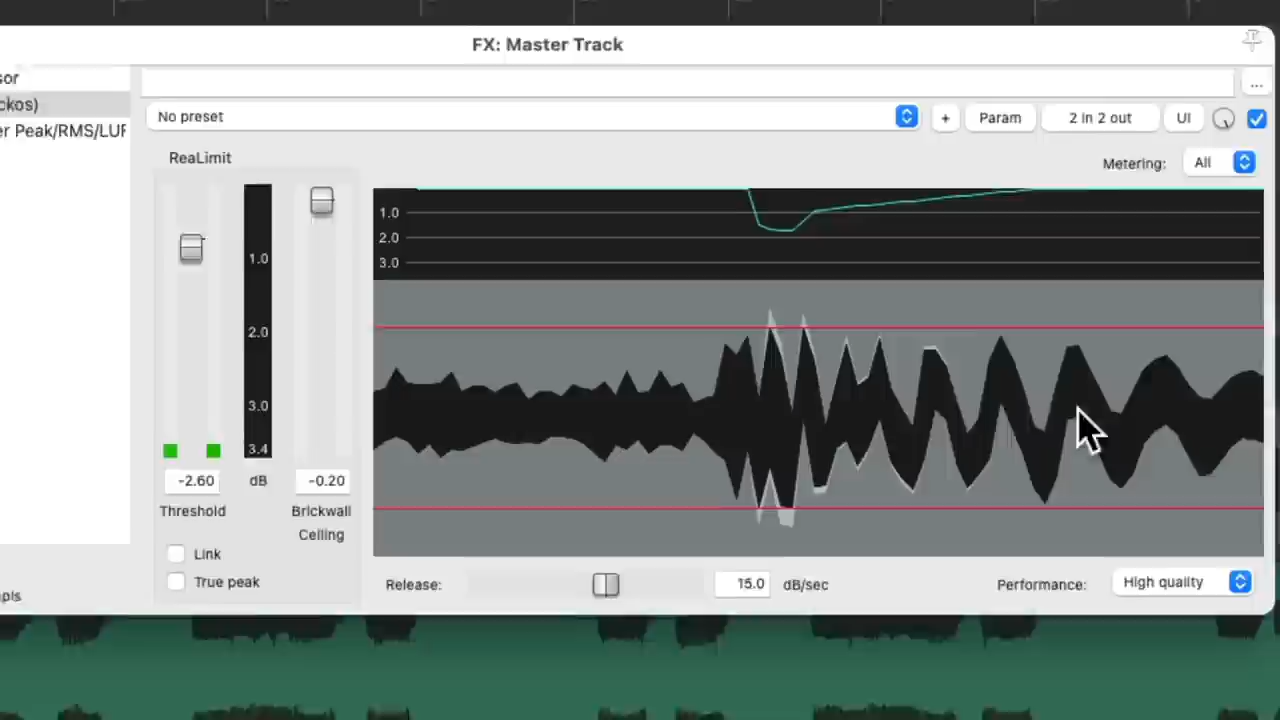 FX: Master Track
sor
ckos)
er Peak/RMS/LUF
...
No preset
+
Param
2 in 2 out
UI
ReaLimit
Metering:
All
1.0
2.0
3.0
1.0
2.0
3.0
3.4
-2.60
dB
-0.20
Threshold
Brickwall
Ceiling
Link
True peak
Release:
15.0
dB/sec
Performance:
High quality
pls